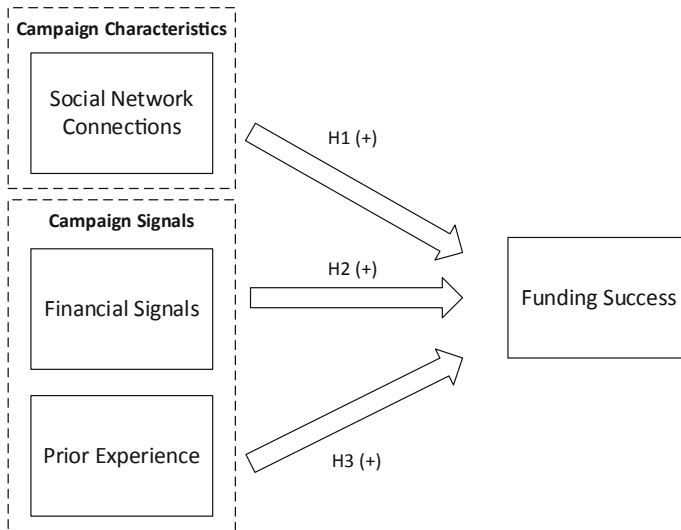 Campaign Characteristics
Social Network
Connections
H1 (+)
Campaign Signals
Financial Signals
H2 (+)
Funding Success
Prior Experience
H3 (+)